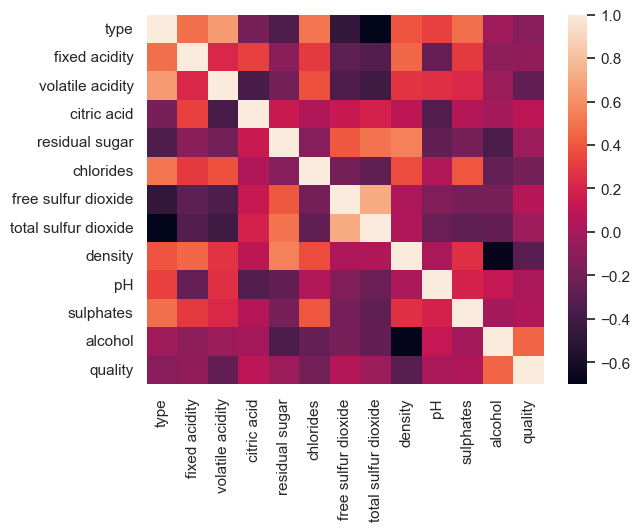 type
fixed acidity
volatile acidity
citric acid
residual sugar
chlorides
free sulfur dioxide
total sulfur dioxide
density
pH
sulphates
alcohol
quality
type
fixed acidity
volatile acidity
citric acid
residual sugar
chlorides
free sulfur dioxide
total sulfur dioxide
density
pH
sulphates
alcohol
quality
1.0
0.8
0.6
0.4
0.2
0.0
−0.2
−0.4
−0.6